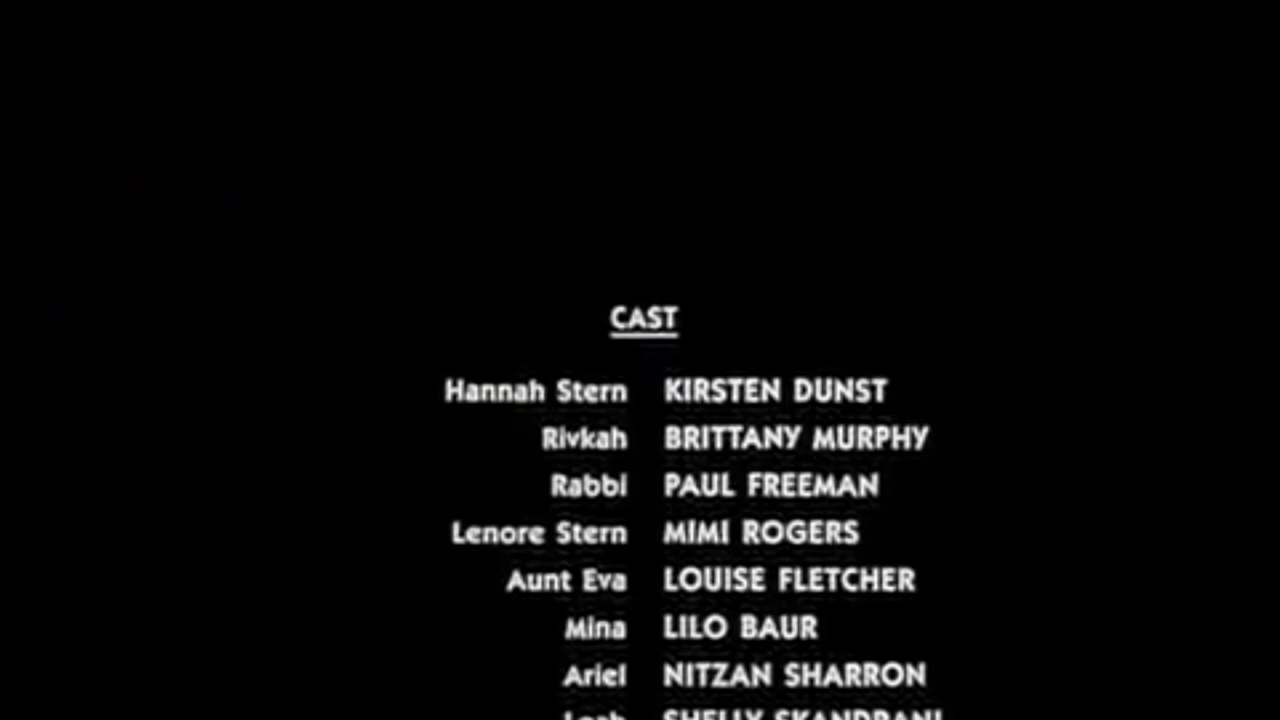 CAST
Hannah Stern KIRSTEN DUNST
Rivkah BRITTANY MURPHY
Rabbi PAUL FREEMAN
Lenore Stern MIMI ROGERS
Aunt Eva LOUISE FLETCHER
Mina LILO BAUR
Ariel NITZAN SHARRON
SHELLY